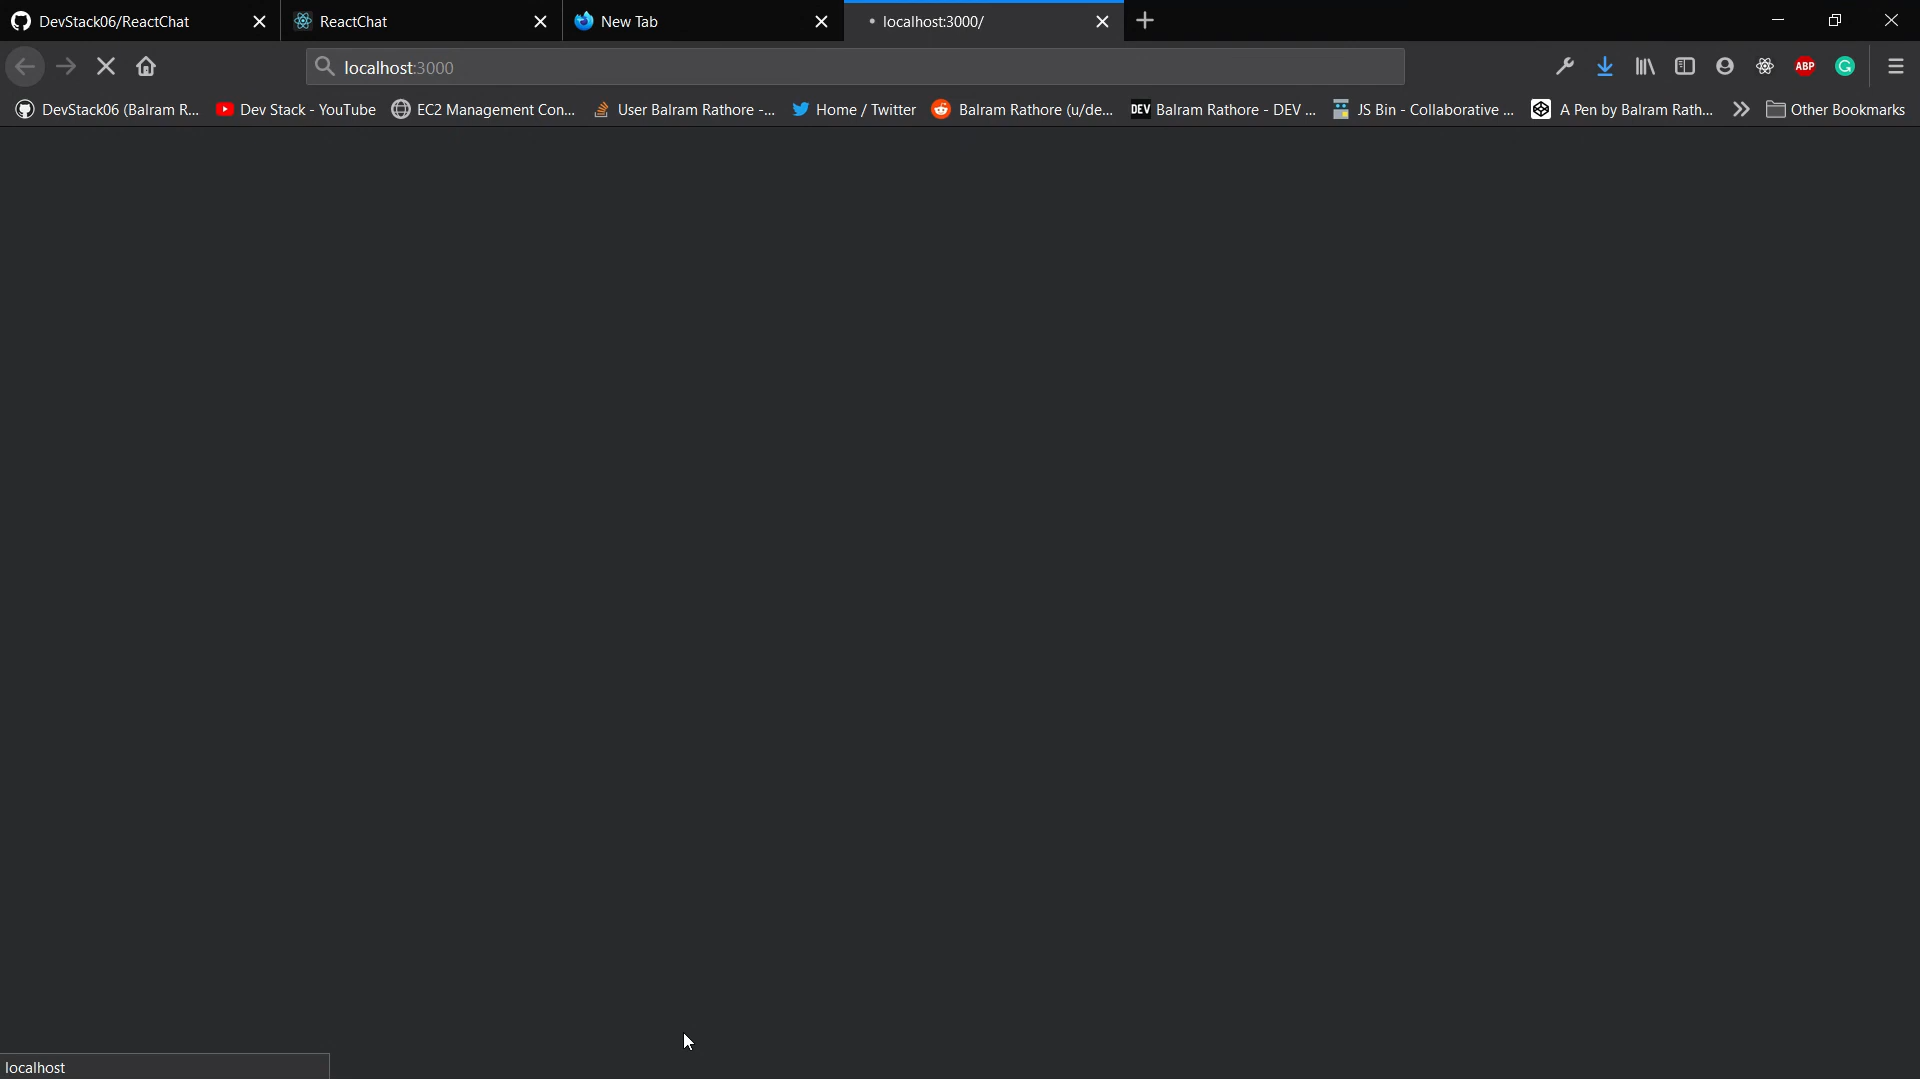 DevStack06/ReactChat
ReactChat
New Tab
localhost:3000/
localhost:3000
ABP
DevStack06 (Balram R...
Dev Stack - YouTube
EC2 Management Con...
User Balram Rathore -...
Home / Twitter
Balram Rathore (u/de...
DEV
Balram Rathore - DEV ...
JS Bin - Collaborative ...
A Pen by Balram Rath...
Other Bookmarks
localhost